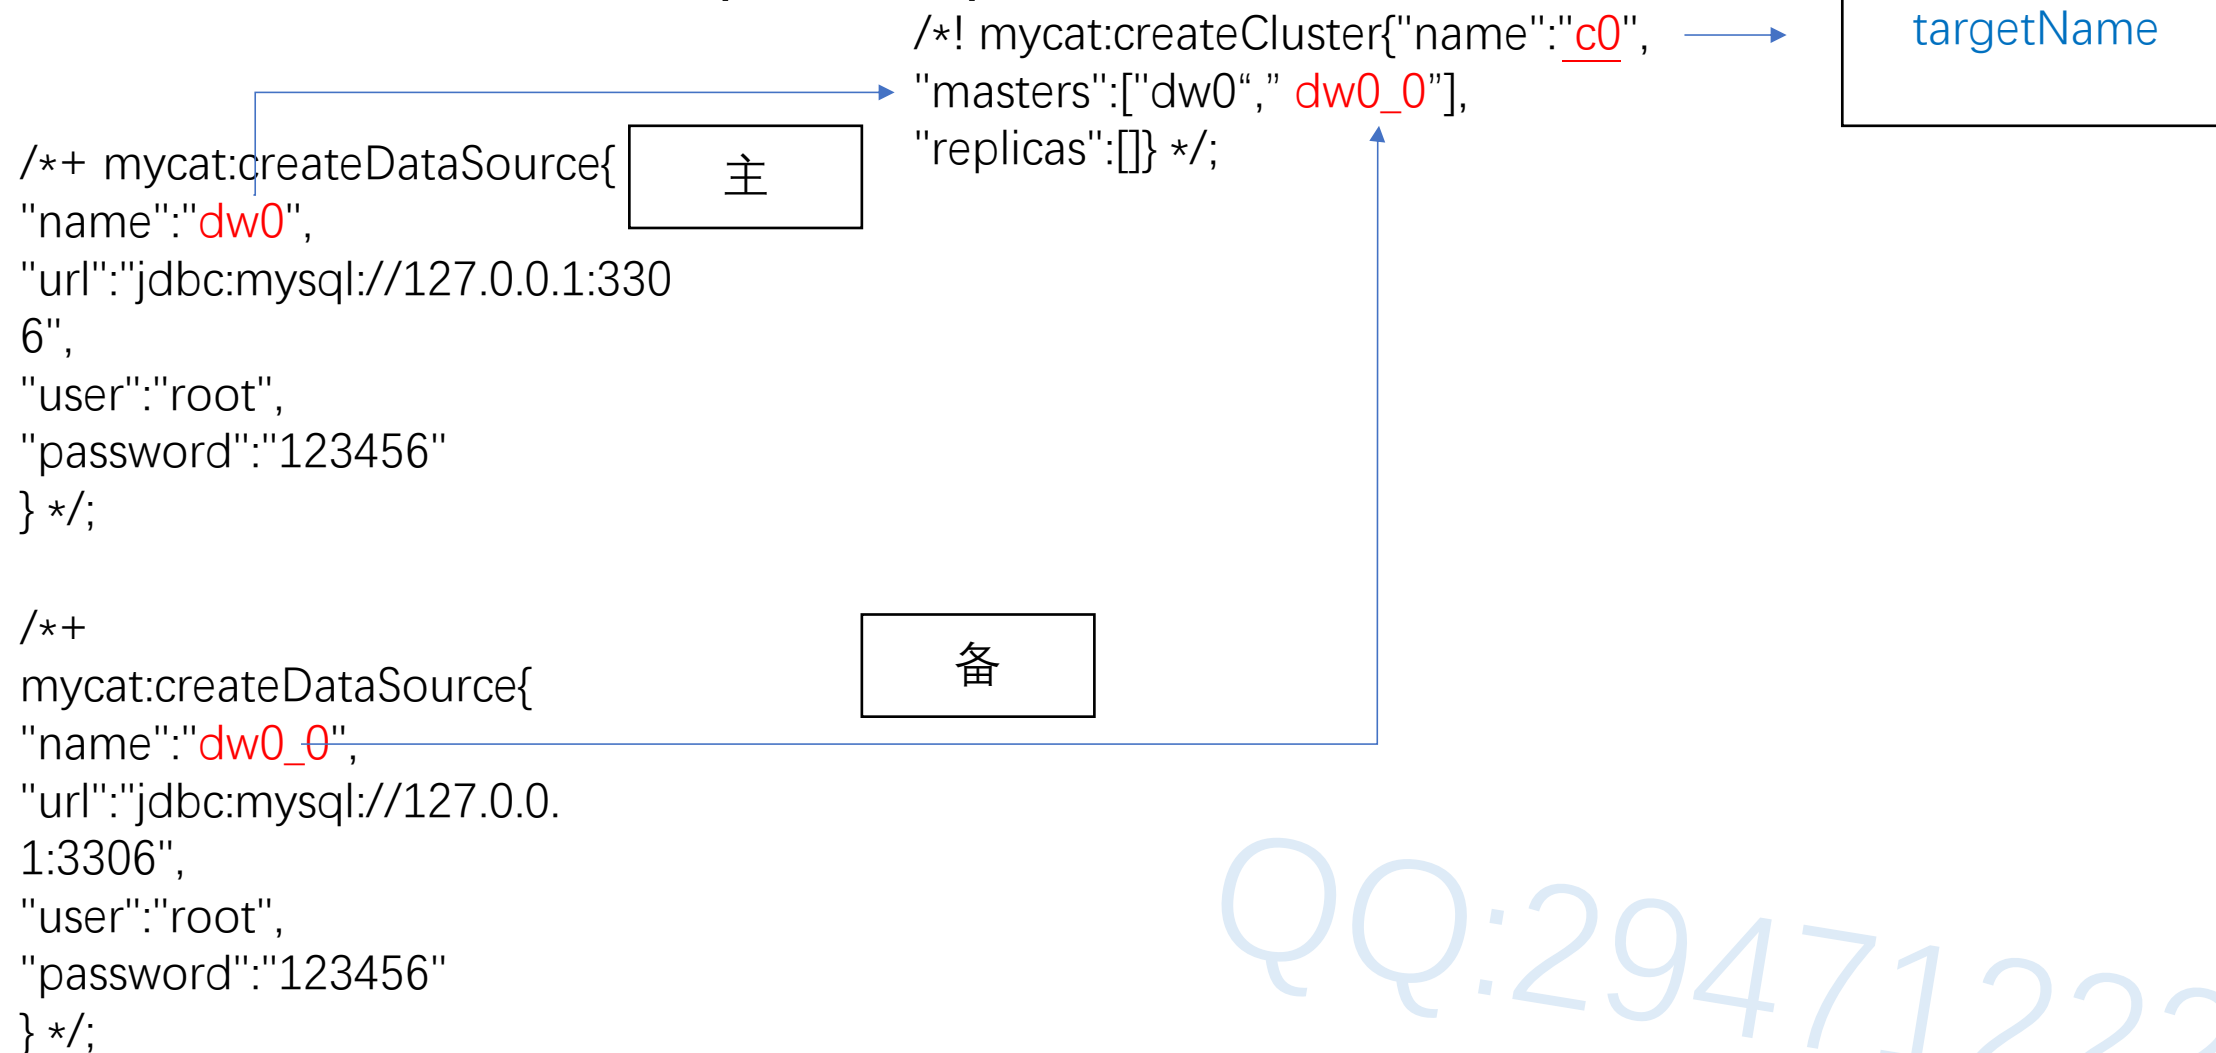 /*! mycat:createCluster{"name":"c0",
"masters":["dw0“,” dw0_0”],
"replicas":[]} */;
targetName
/*+ mycat:createDataSource{
"name":"dw0",
"url":"jdbc:mysql://127.0.0.1:330
6",
"user":"root",
"password":"123456"
} */;
主
/*+
mycat:createDataSource{
"name":"dw0_0",
"url":"jdbc:mysql://127.0.0.
1:3306",
"user":"root",
"password":"123456"
} */;
备
QQ:2947122